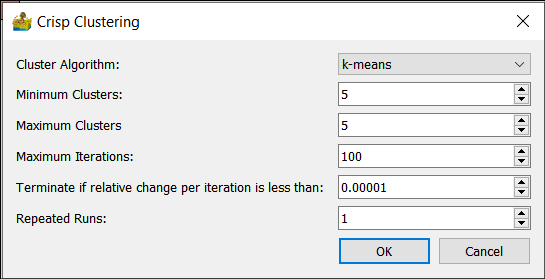 Crisp Clustering
Cluster Algorithm: k-means
Minimum Clusters: 5
Maximum Clusters 5
Maximum Iterations: 100
Terminate if relative change per iteration is less than: 0.00001
Repeated Runs: 1
OK Cancel